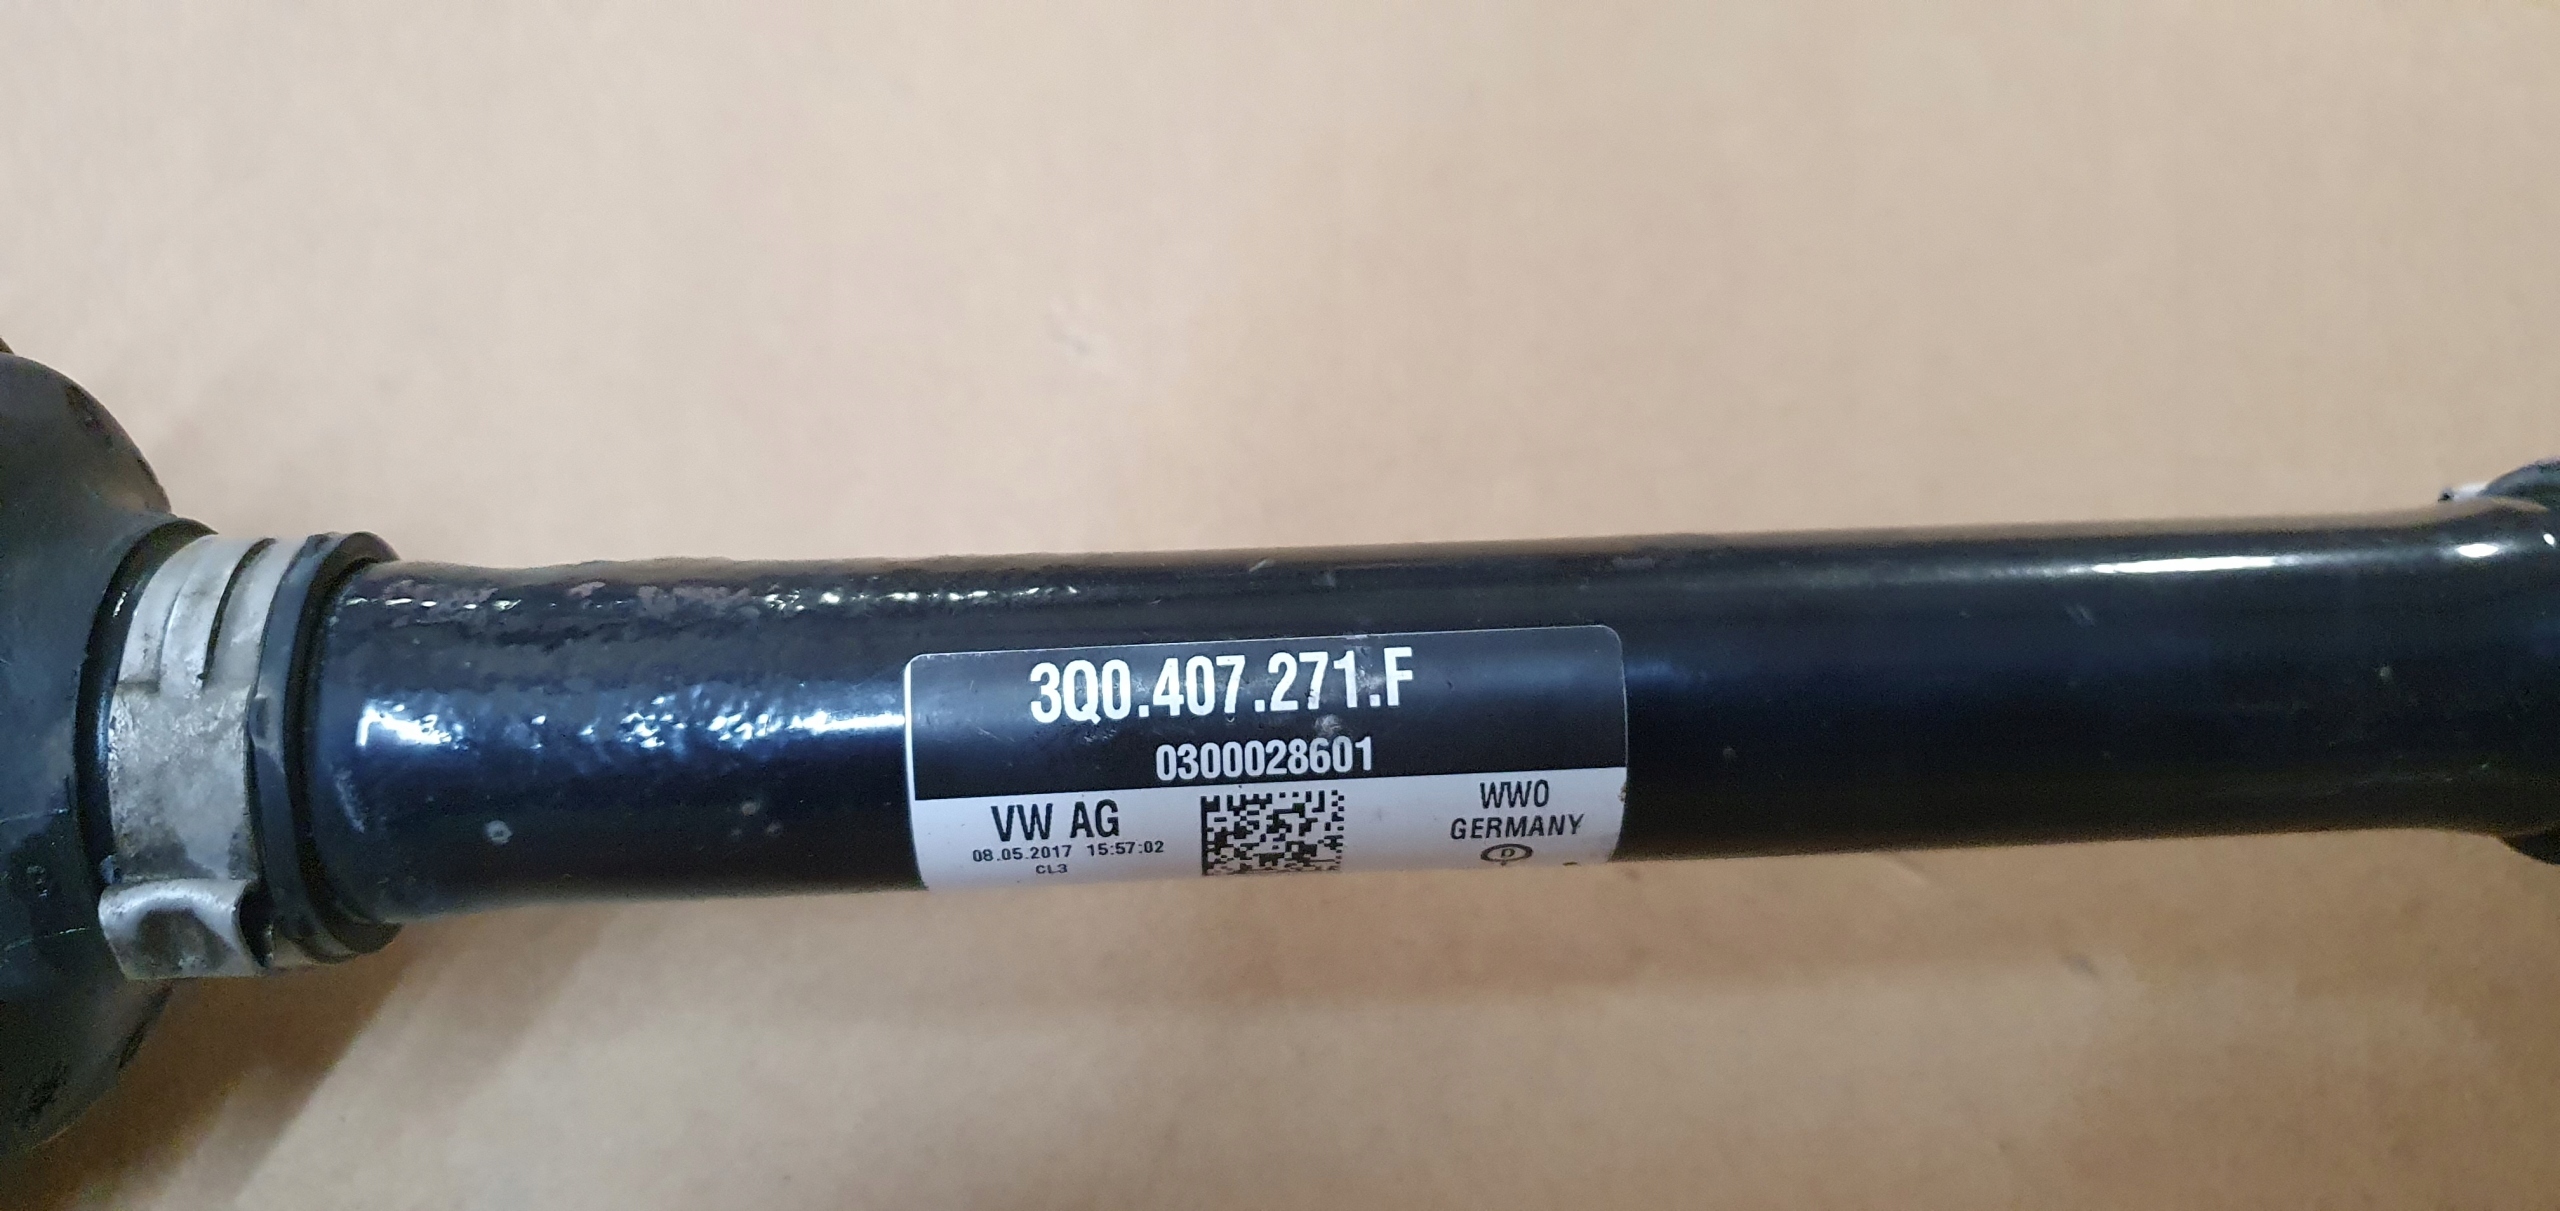 3Q0.407.271.F
0300028601
VW AG
08.05.2017 15:57:02
CL3
WW0
GERMANY
D